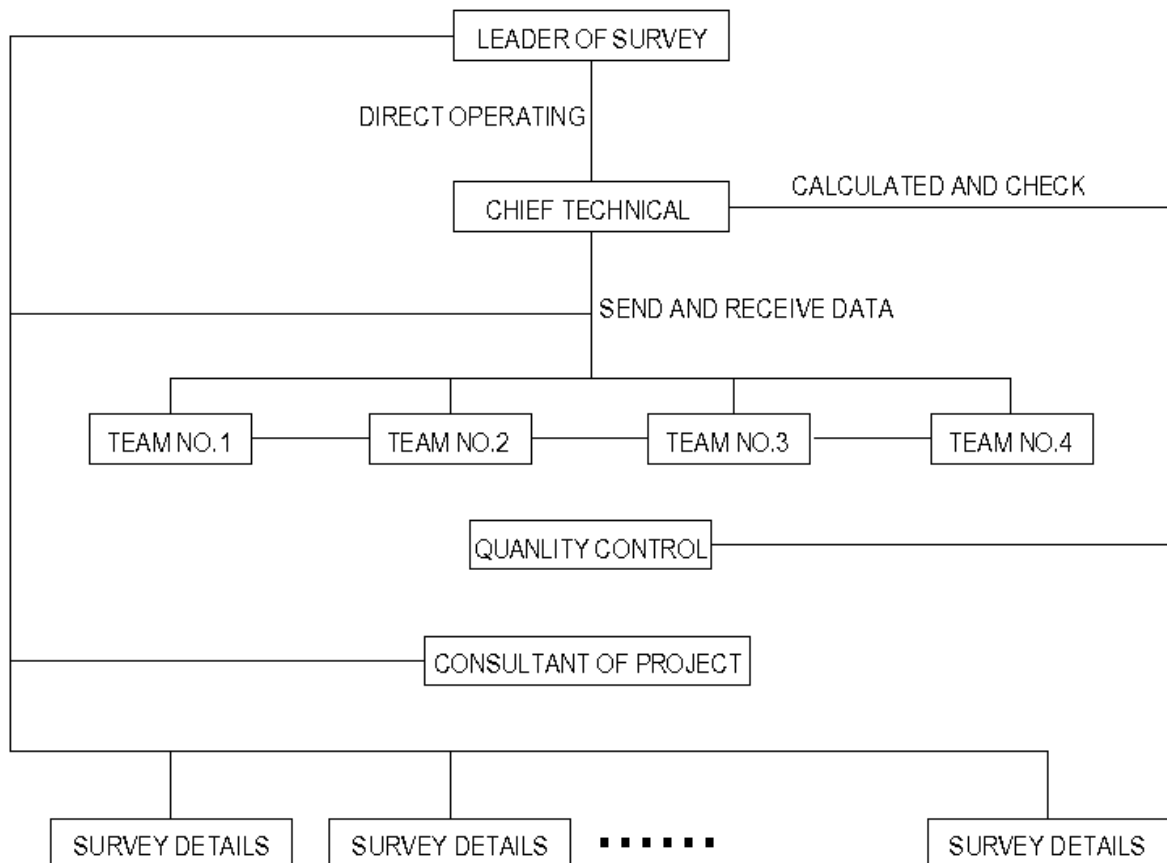 LEADER OF SURVEY
DIRECT OPERATING
CALCULATED AND CHECK
CHIEF TECHNICAL
SEND AND RECEIVE DATA
TEAM NO.1 TEAM NO.2 TEAM NO.3 TEAM NO.4
QUANLITY CONTROL
CONSULTANT OF PROJECT
SURVEY DETAILS SURVEY DETAILS ...... SURVEY DETAILS